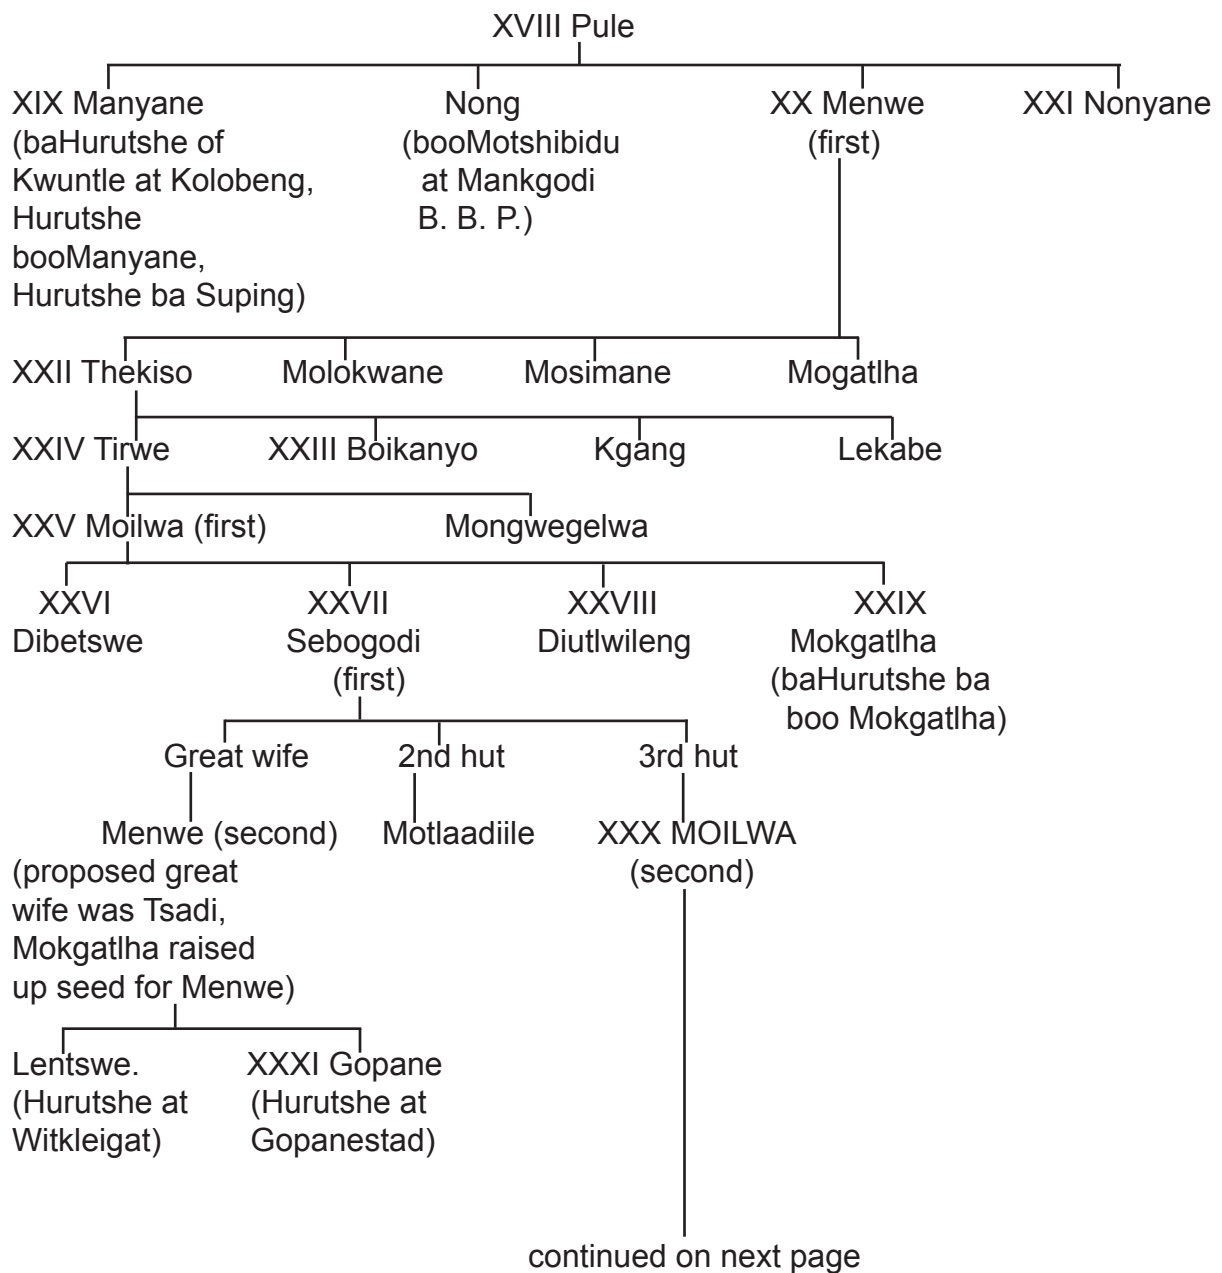 XVIII Pule
XIX Manyane
(baHurutshe of
Kwuntle at Kolobeng,
Hurutshe
booManyane,
Hurutshe ba Suping)
Nong
(booMotshibidu
at Mankgodi
B. B. P.)
XX Menwe
(first)
XXI Nonyane
XXII Thekiso
Molokwane
Mosimane
Mogatlha
XXIV Tirwe
XXIII Boikanyo
Kgang
Lekabe
XXV Moilwa (first)
Mongwegelwa
XXVI
Dibetswe
XXVII
Sebogodi
(first)
XXVIII
Diutlwileng
XXIX
Mokgatlha
(baHurutshe ba
boo Mokgatlha)
Great wife
2nd hut
3rd hut
Menwe (second)
(proposed great
wife was Tsadi,
Mokgatlha raised
up seed for Menwe)
Motlaadiile
XXX MOILWA
(second)
Lentswe.
(Hurutshe at
Witkleigat)
XXXI Gopane
(Hurutshe at
Gopanestad)
continued on next page